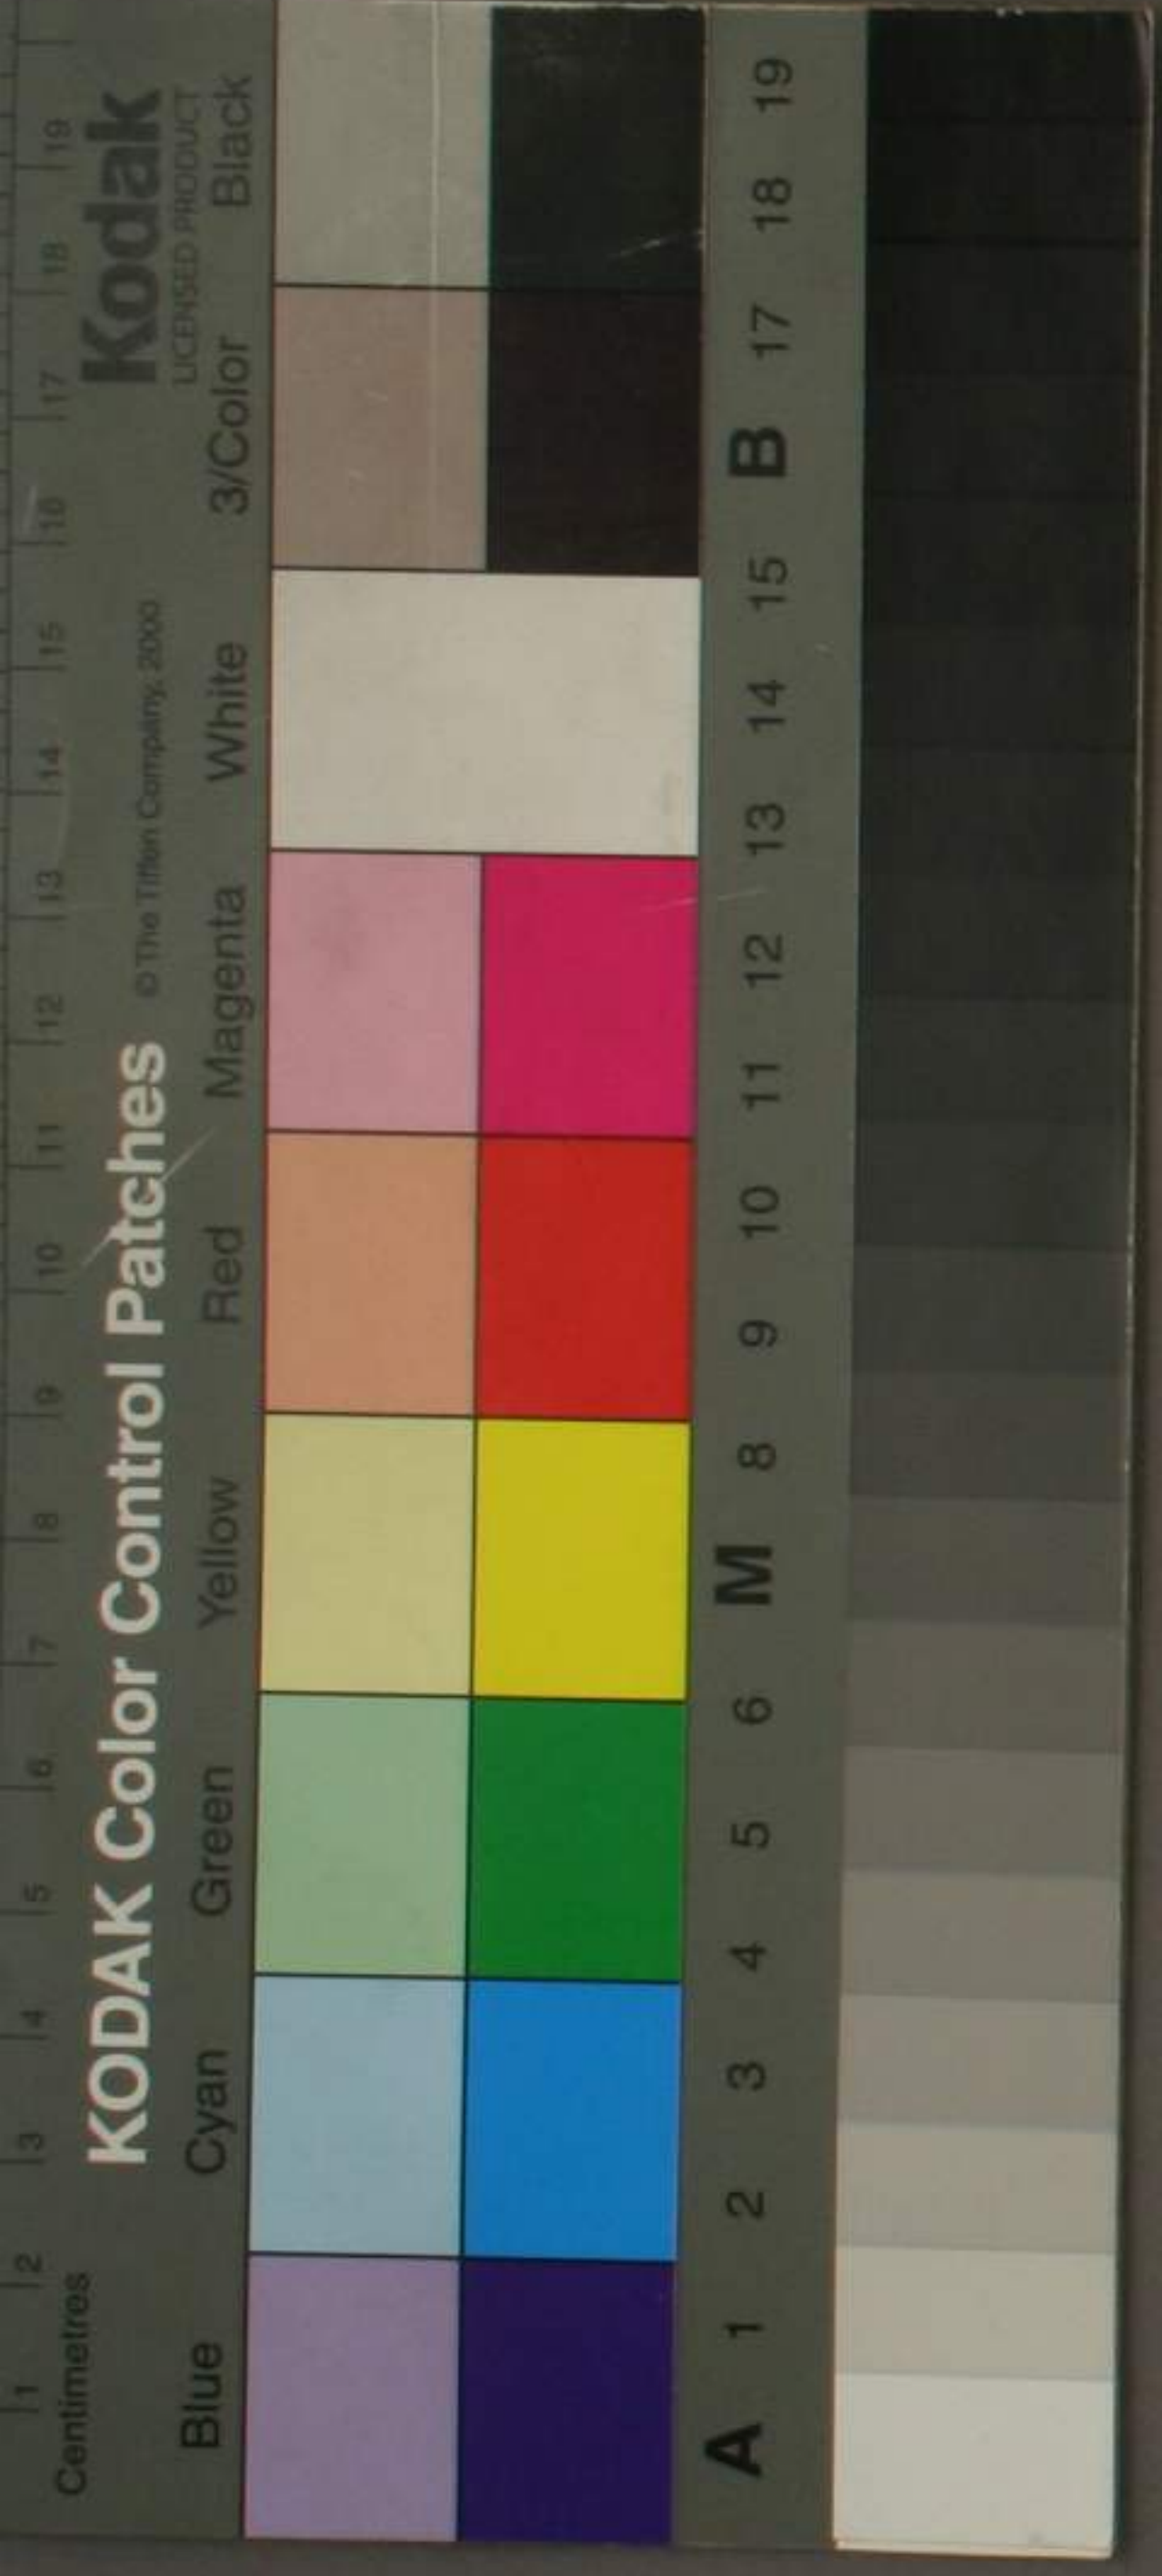 Centimetres
1 2 3 4 5 6 7 8 9 10 11 12 13 14 15 16 17 18 19
KODAK Color Control Patches © The Tiffen Company, 2000 Kodak
LICENSED PRODUCT
Blue Cyan Green Yellow Red Magenta White 3/Color Black
A 1 2 3 4 5 6 M 8 9 10 11 12 13 14 15 B 17 18 19